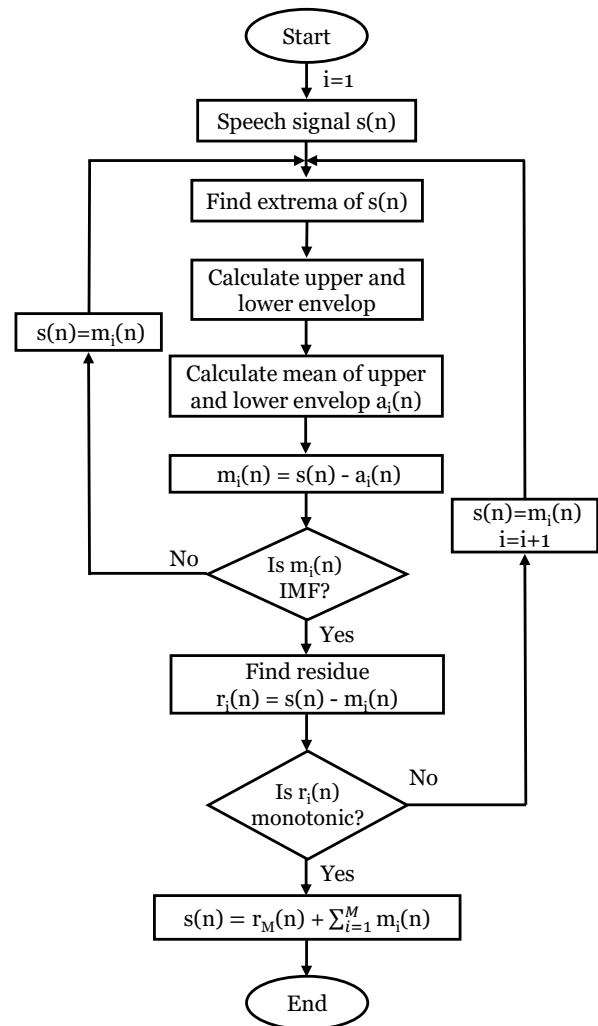 Start
i=1
Speech signal s(n)
Find extrema of s(n)
Calculate upper and
lower envelop
s(n)=mᵢ(n)
Calculate mean of upper
and lower envelop aᵢ(n)
mᵢ(n) = s(n) - aᵢ(n)
s(n)=mᵢ(n)
i=i+1
No
Is mᵢ(n)
IMF?
Yes
Find residue
rᵢ(n) = s(n) - mᵢ(n)
No
Is rᵢ(n)
monotonic?
Yes
s(n) = r_M(n) + ∑_{i=1}^{M} mᵢ(n)
End